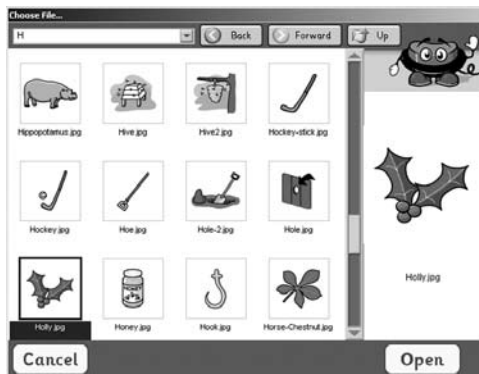 Choose File...
H
Back
Forward
Up
Hippopotamus.jpg
Hive.jpg
Hive2.jpg
Hockey-stick.jpg
Hockey.jpg
Hoe.jpg
Hole-2.jpg
Hole.jpg
Holly.jpg
Honey.jpg
Hook.jpg
Horse-Chestnut.jpg
Holly.jpg
Cancel
Open